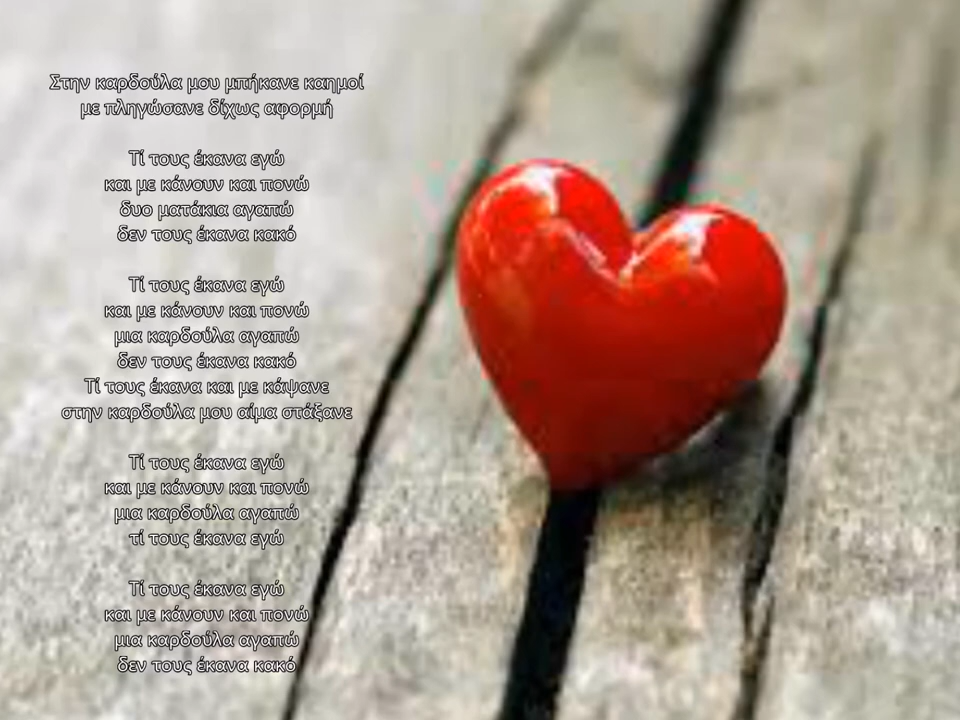 Στην καρδούλα μου μπήκανε καημοί
με πληγώσανε δίχως αφορμή
Τί τους έκανα εγώ
και με κάνουν και πονώ
δυο ματάκια αγαπώ
δεν τους έκανα κακό
Τί τους έκανα εγώ
και με κάνουν και πονώ
μια καρδούλα αγαπώ
δεν τους έκανα κακό
Τί τους έκανα και με κάψανε
στην καρδούλα μου αίμα στάξανε
Τί τους έκανα εγώ
και με κάνουν και πονώ
μια καρδούλα αγαπώ
τί τους έκανα εγώ
Τί τους έκανα εγώ
και με κάνουν και πονώ
μια καρδούλα αγαπώ
δεν τους έκανα κακό